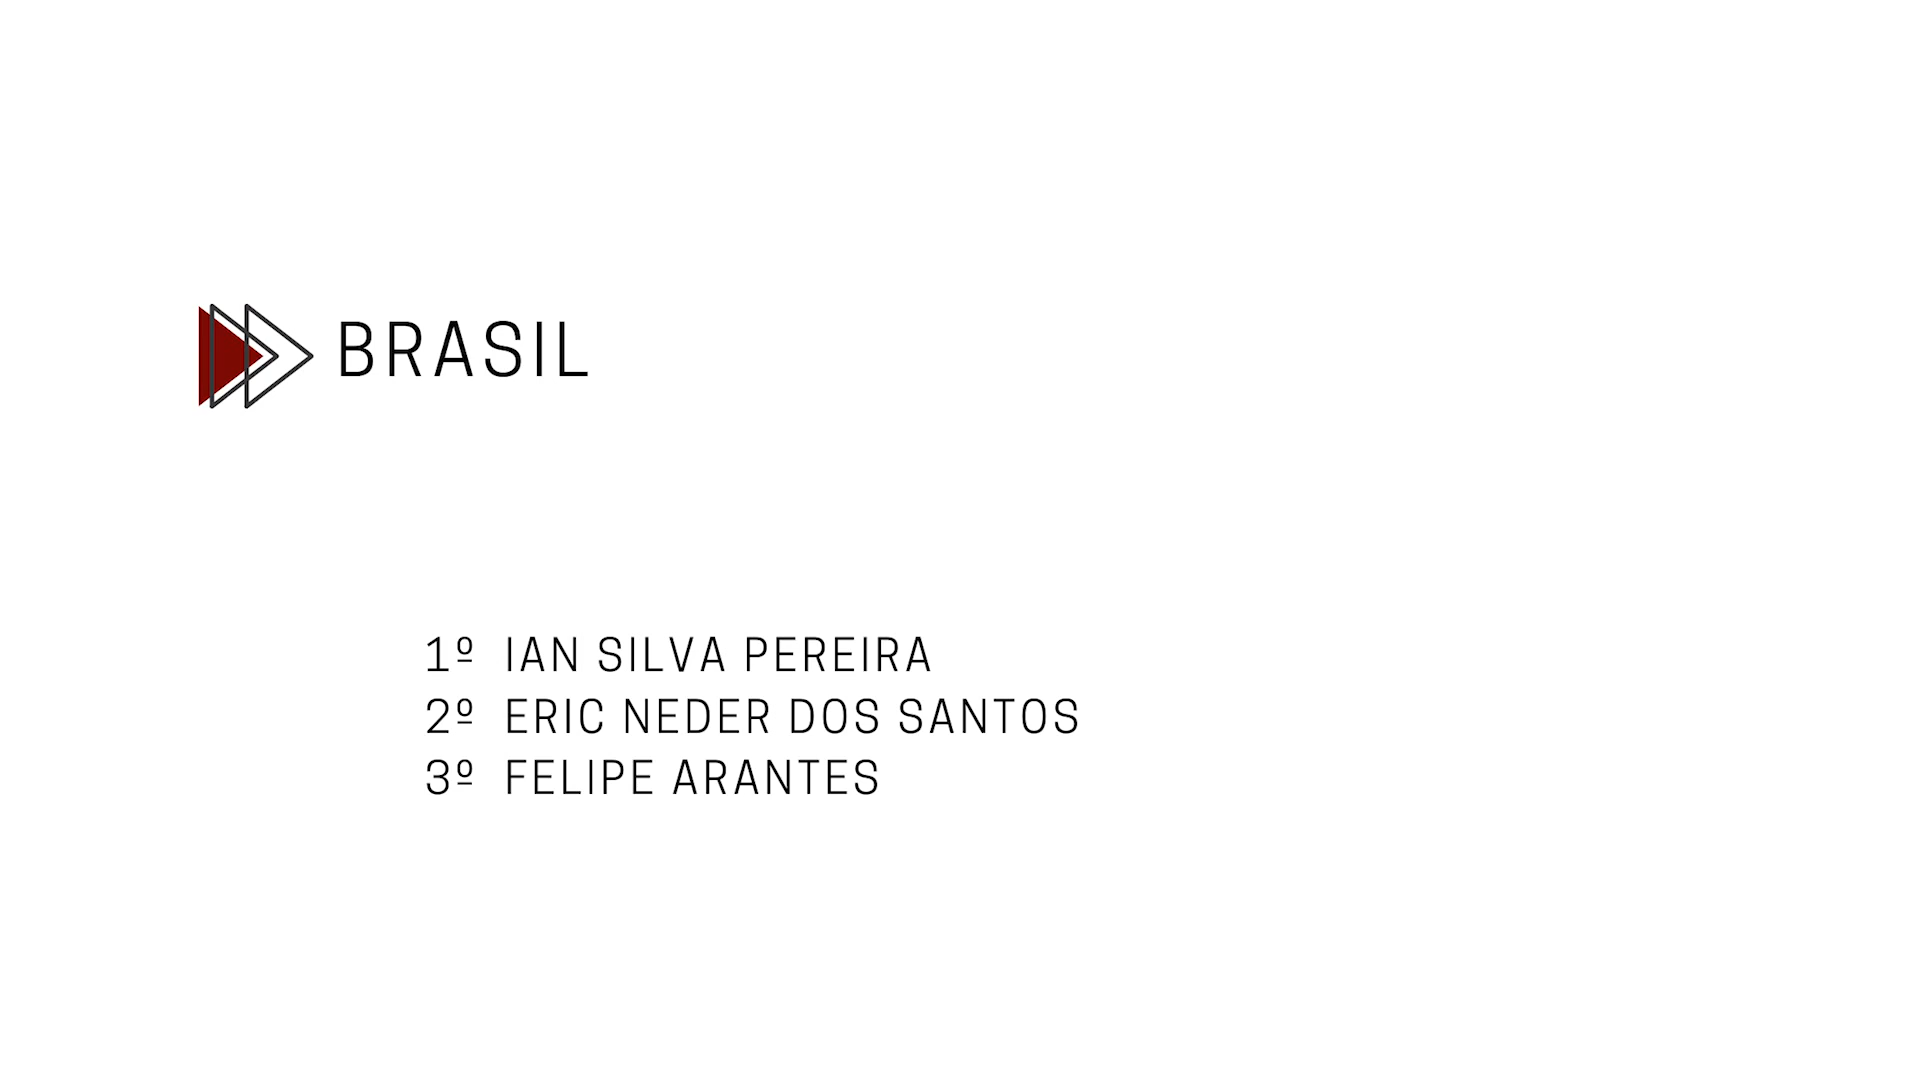 BRASIL
1º IAN SILVA PEREIRA
2º ERIC NEDER DOS SANTOS
3º FELIPE ARANTES